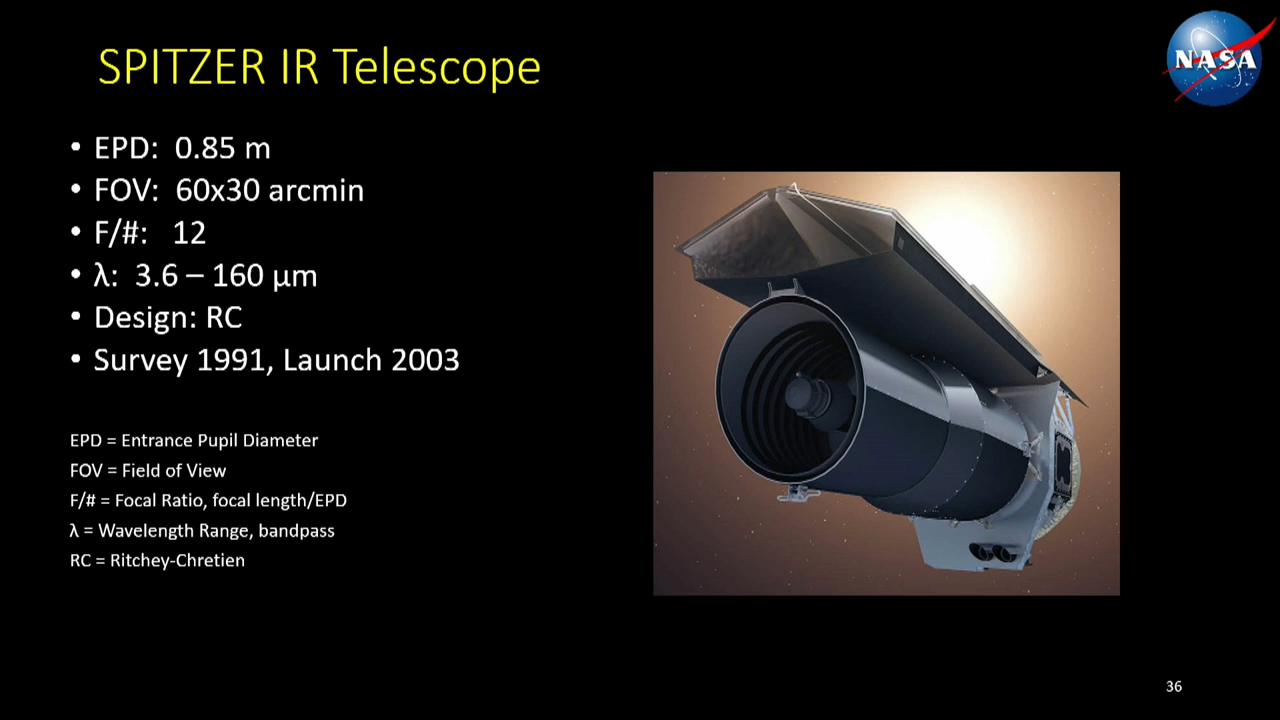 SPITZER IR Telescope
NASA
• EPD: 0.85 m
• FOV: 60x30 arcmin
• F/#: 12
• λ: 3.6 – 160 µm
• Design: RC
• Survey 1991, Launch 2003
EPD = Entrance Pupil Diameter
FOV = Field of View
F/# = Focal Ratio, focal length/EPD
λ = Wavelength Range, bandpass
RC = Ritchey-Chretien
36